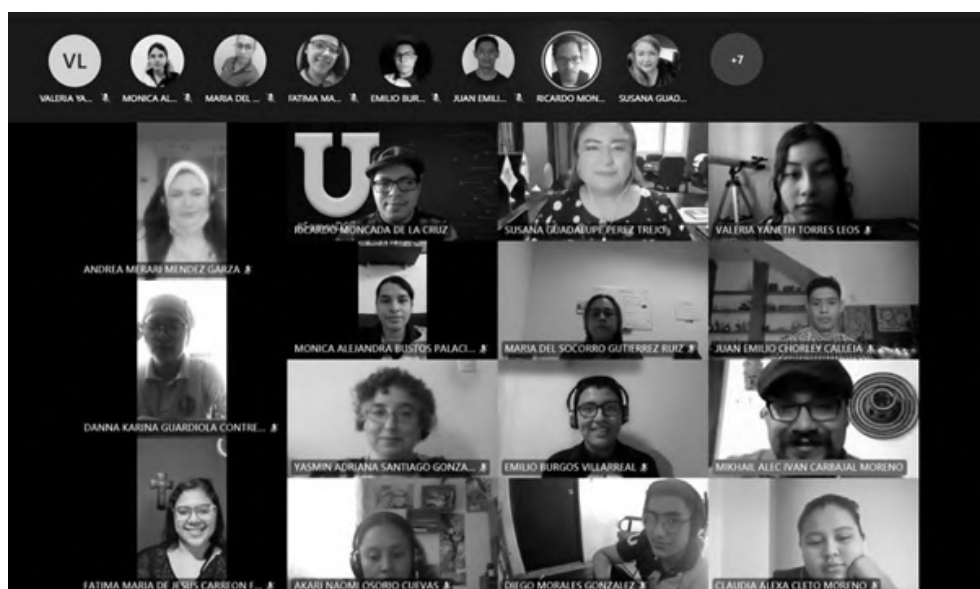 VL
VALERIA YA...
MONICA AL...
MARIA DEL ...
FATIMA MA...
EMILIO BUR...
JUAN EMILI...
RICARDO MON...
SUSANA GUAD...
+7
U
RICARDO MONCADA DE LA CRUZ
SUSANA GUADALUPE PEREZ TREJO
VALERIA YANETH TORRES LEOS
ANDREA MERARI MENDEZ GARZA
MONICA ALEJANDRA BUSTOS PALACI...
MARIA DEL SOCORRO GUTIERREZ RUIZ
JUAN EMILIO CHORLEY CALLEJA
DANNA KARINA GUARDIOLA CONTRE...
YASMIN ADRIANA SANTIAGO GONZA...
EMILIO BURGOS VILLARREAL
MIKHAIL ALEC IVAN CARBAJAL MORENO
FATIMA MARIA DE JESUS CARREON F...
AKARI NAOMI OSORIO CUEVAS
DIEGO MORALES GONZALEZ
CLAUDIA ALEXA CLETO MORENO